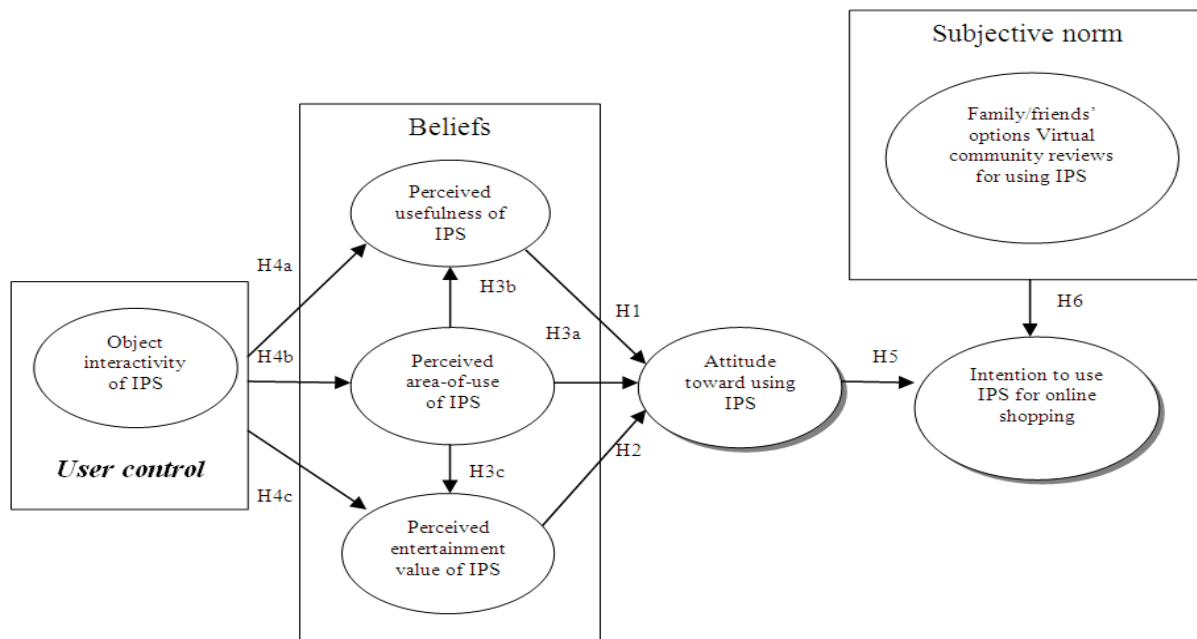 Subjective norm
Family/friends’
options Virtual
community reviews
for using IPS
Beliefs
Perceived
usefulness of
IPS
H4a
H3b
H1
H6
Object
interactivity
of IPS
H4b
Perceived
area-of-use
of IPS
H3a
Attitude
toward using
IPS
H5
Intention to use
IPS for online
shopping
User control
H4c
H3c
H2
Perceived
entertainment
value of IPS